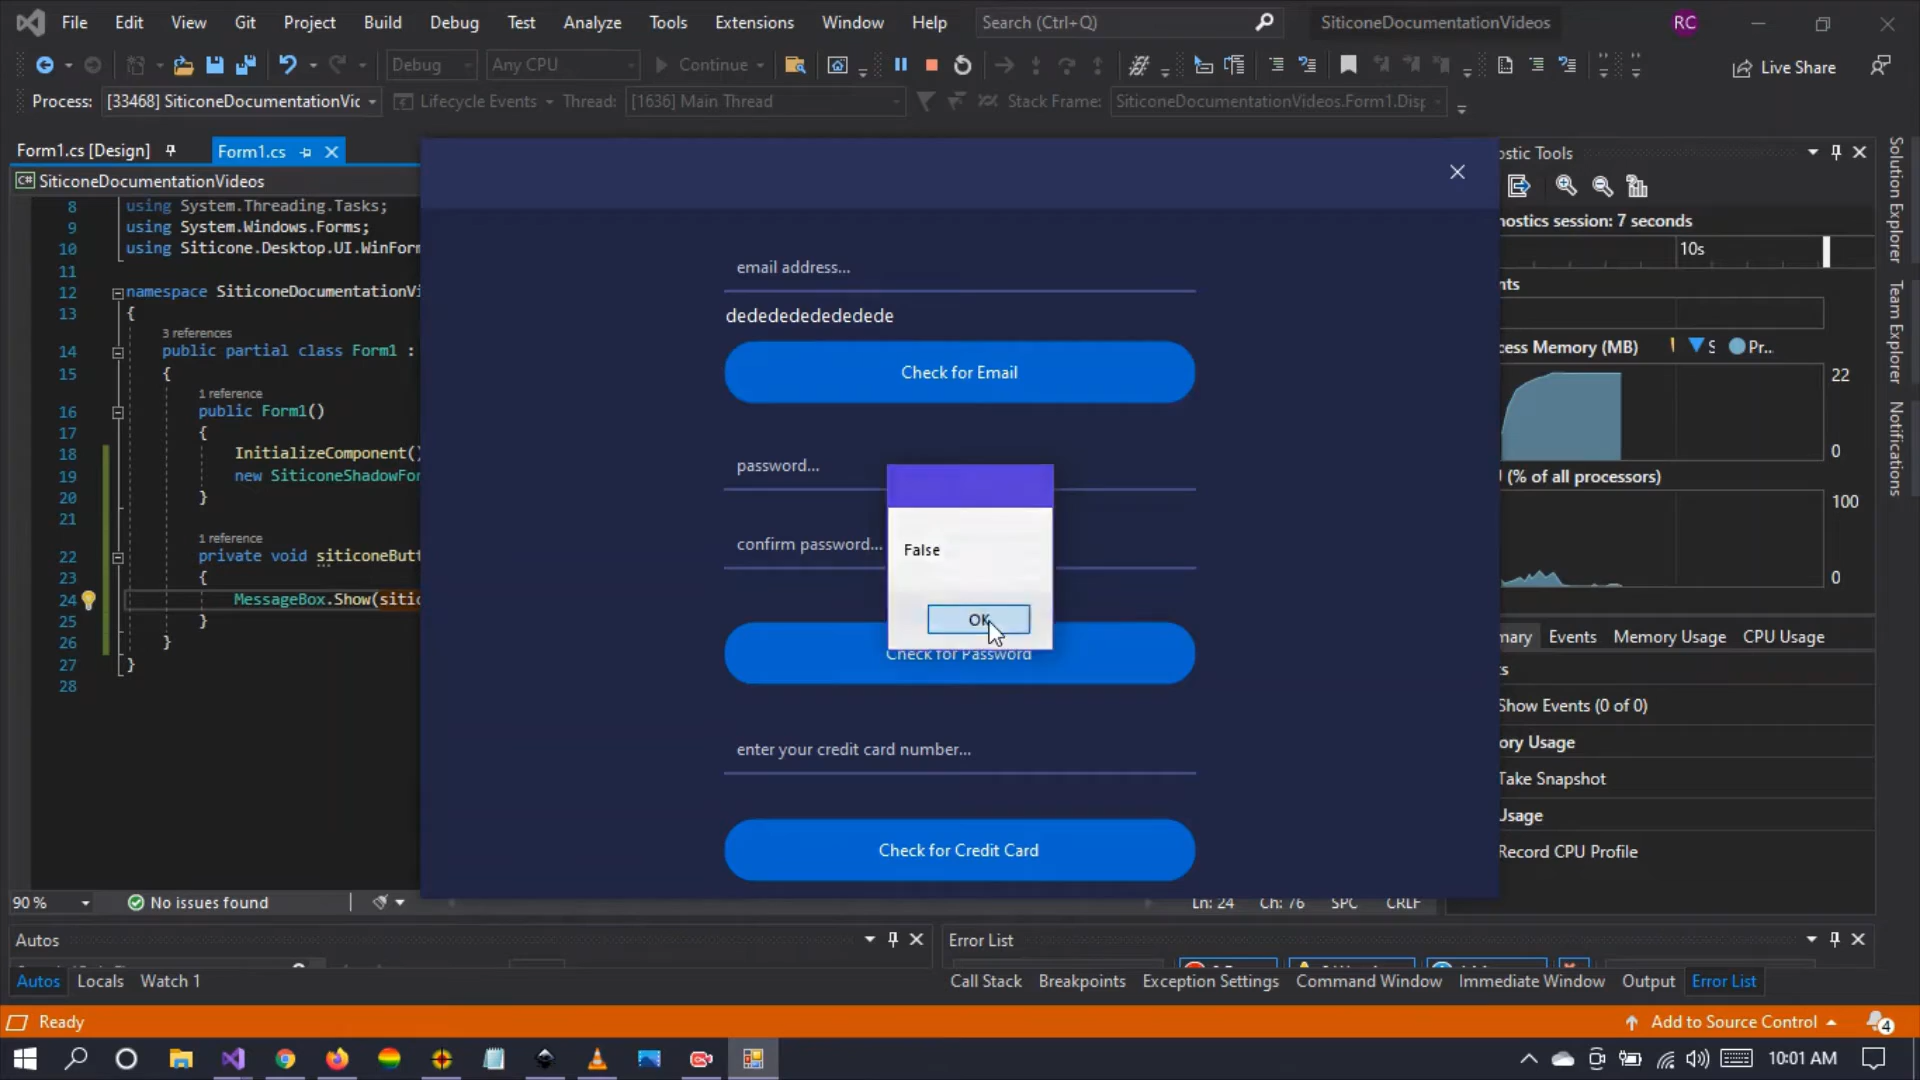 File Edit View Git Project Build Debug Test Analyze Tools Extensions Window Help Search (Ctrl+Q) SiticoneDocumentationVideos RC
Debug Any CPU Continue Live Share
Process: [33468] SiticoneDocumentationVic Lifecycle Events Thread: [1636] Main Thread Stack Frame: SiticoneDocumentationVideos.Form1.Disp
Form1.cs [Design] Form1.cs
SiticoneDocumentationVideos
8 using System.Threading.Tasks;
9 using System.Windows.Forms;
10 using Siticone.Desktop.UI.WinForm
11
12 namespace SiticoneDocumentationVi
13 {
3 references
14 public partial class Form1 :
15 {
1 reference
16 public Form1()
17 {
18 InitializeComponent()
19 new SiticoneShadowFor
20 }
21
1 reference
22 private void siticoneButt
23 {
24 MessageBox.Show(sitic
25 }
26 }
27 }
28
90 % No issues found
Ln: 24 Ch: 76 SPC CRLF
email address...
dedededededede
Check for Email
password...
confirm password...
False
OK
Check for Password
enter your credit card number...
Check for Credit Card
ostic Tools
nostics session: 7 seconds
10s
nts
cess Memory (MB) S Pr...
22
0
(% of all processors)
100
0
mary Events Memory Usage CPU Usage
ts
Show Events (0 of 0)
ory Usage
Take Snapshot
Usage
Record CPU Profile
Solution Explorer
Team Explorer
Notifications
Autos
Error List
Autos Locals Watch 1
Call Stack Breakpoints Exception Settings Command Window Immediate Window Output Error List
Ready Add to Source Control 4
10:01 AM